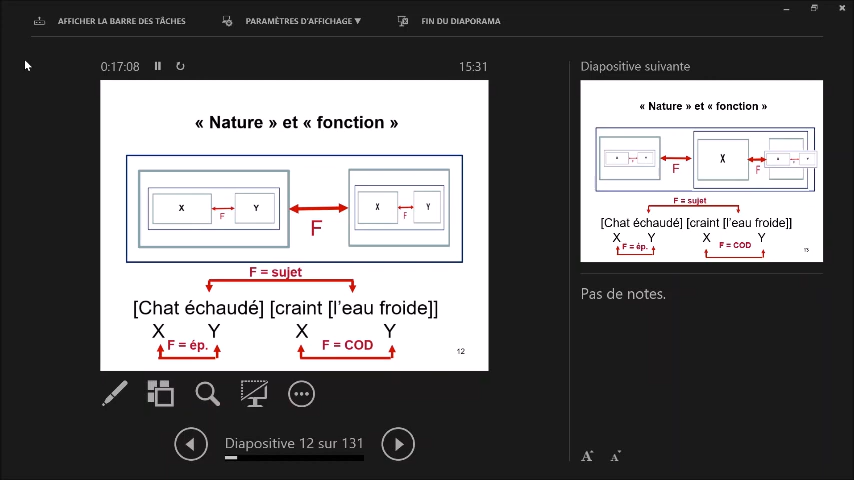 AFFICHER LA BARRE DES TÂCHES PARAMÈTRES D'AFFICHAGE ▼ FIN DU DIAPORAMA
0:17:08 15:31
« Nature » et « fonction »
X F Y F X F Y
F = sujet
[Chat échaudé] [craint [l'eau froide]]
X Y X Y
F = ép. F = COD
12
Diapositive 12 sur 131
Diapositive suivante
« Nature » et « fonction »
X F Y F X F X F Y
F = sujet
[Chat échaudé] [craint [l'eau froide]]
X Y X Y
F = ép. F = COD
13
Pas de notes.
A A